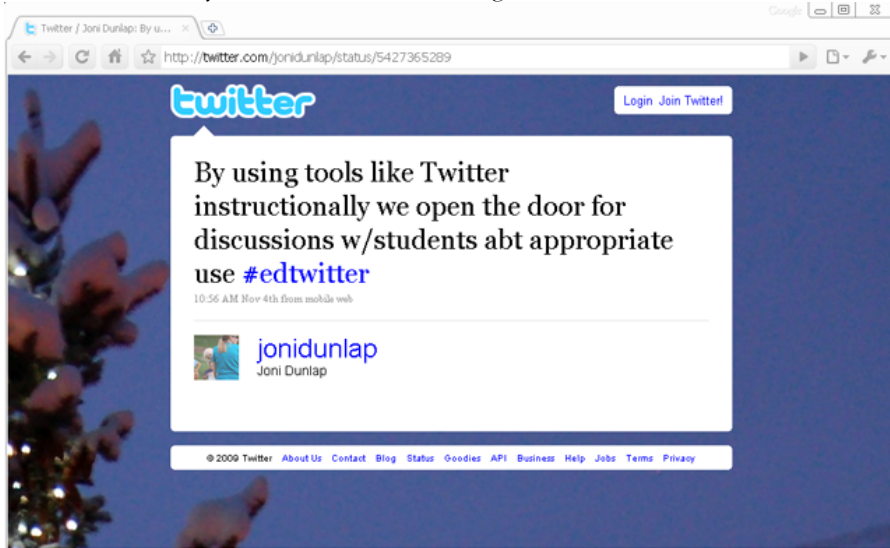 Google
Twitter / Joni Dunlap: By u...
http://twitter.com/jonidunlap/status/5427365289
twitter
Login Join Twitter!
By using tools like Twitter
instructionally we open the door for
discussions w/students abt appropriate
use #edtwitter
10:56 AM Nov 4th from mobile web
jonidunlap
Joni Dunlap
© 2009 Twitter About Us Contact Blog Status Goodies API Business Help Jobs Terms Privacy